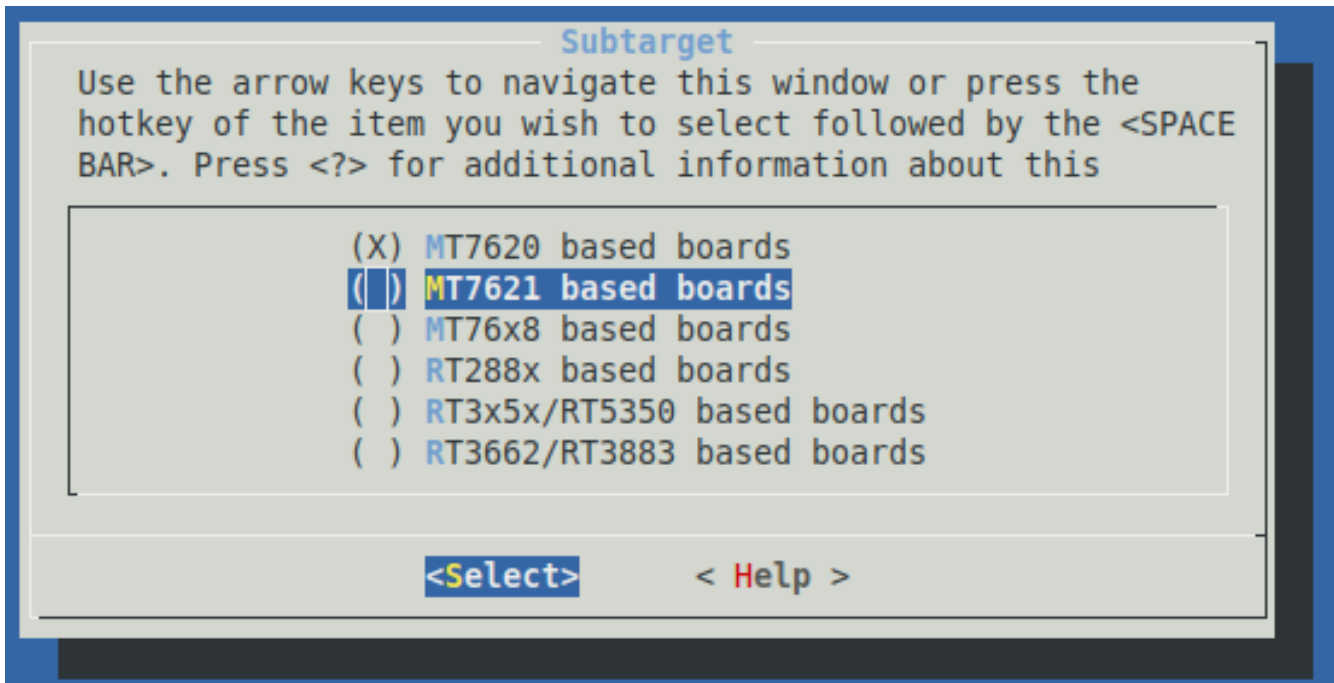 Subtarget
Use the arrow keys to navigate this window or press the
hotkey of the item you wish to select followed by the <SPACE
BAR>. Press <?> for additional information about this
(X) MT7620 based boards
( ) MT7621 based boards
( ) MT76x8 based boards
( ) RT288x based boards
( ) RT3x5x/RT5350 based boards
( ) RT3662/RT3883 based boards
<Select> < Help >